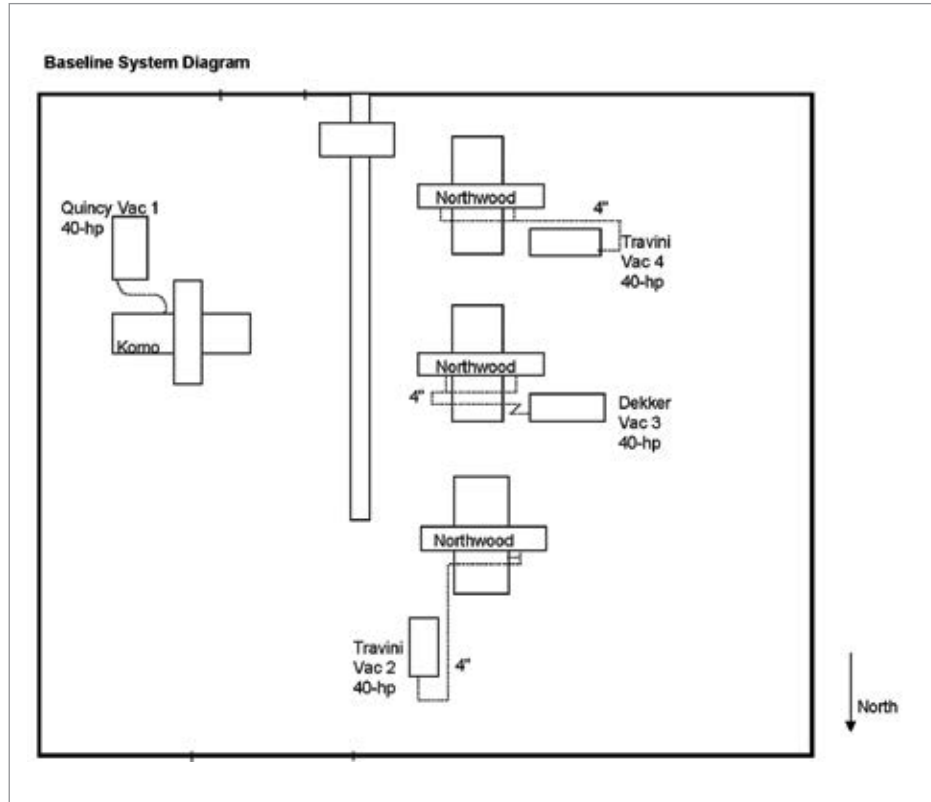 Baseline System Diagram
Quincy Vac 1
40-hp
Komo
Northwood
4"
Travini
Vac 4
40-hp
Northwood
4"
Dekker
Vac 3
40-hp
Northwood
Travini
Vac 2
40-hp
4"
North